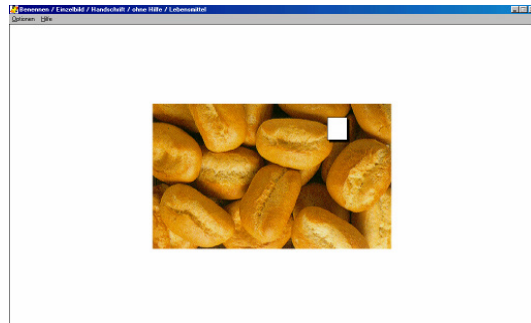 Benennen / Einzelbild / Handschrift / ohne Hilfe / Lebensmittel
Optionen Hilfe